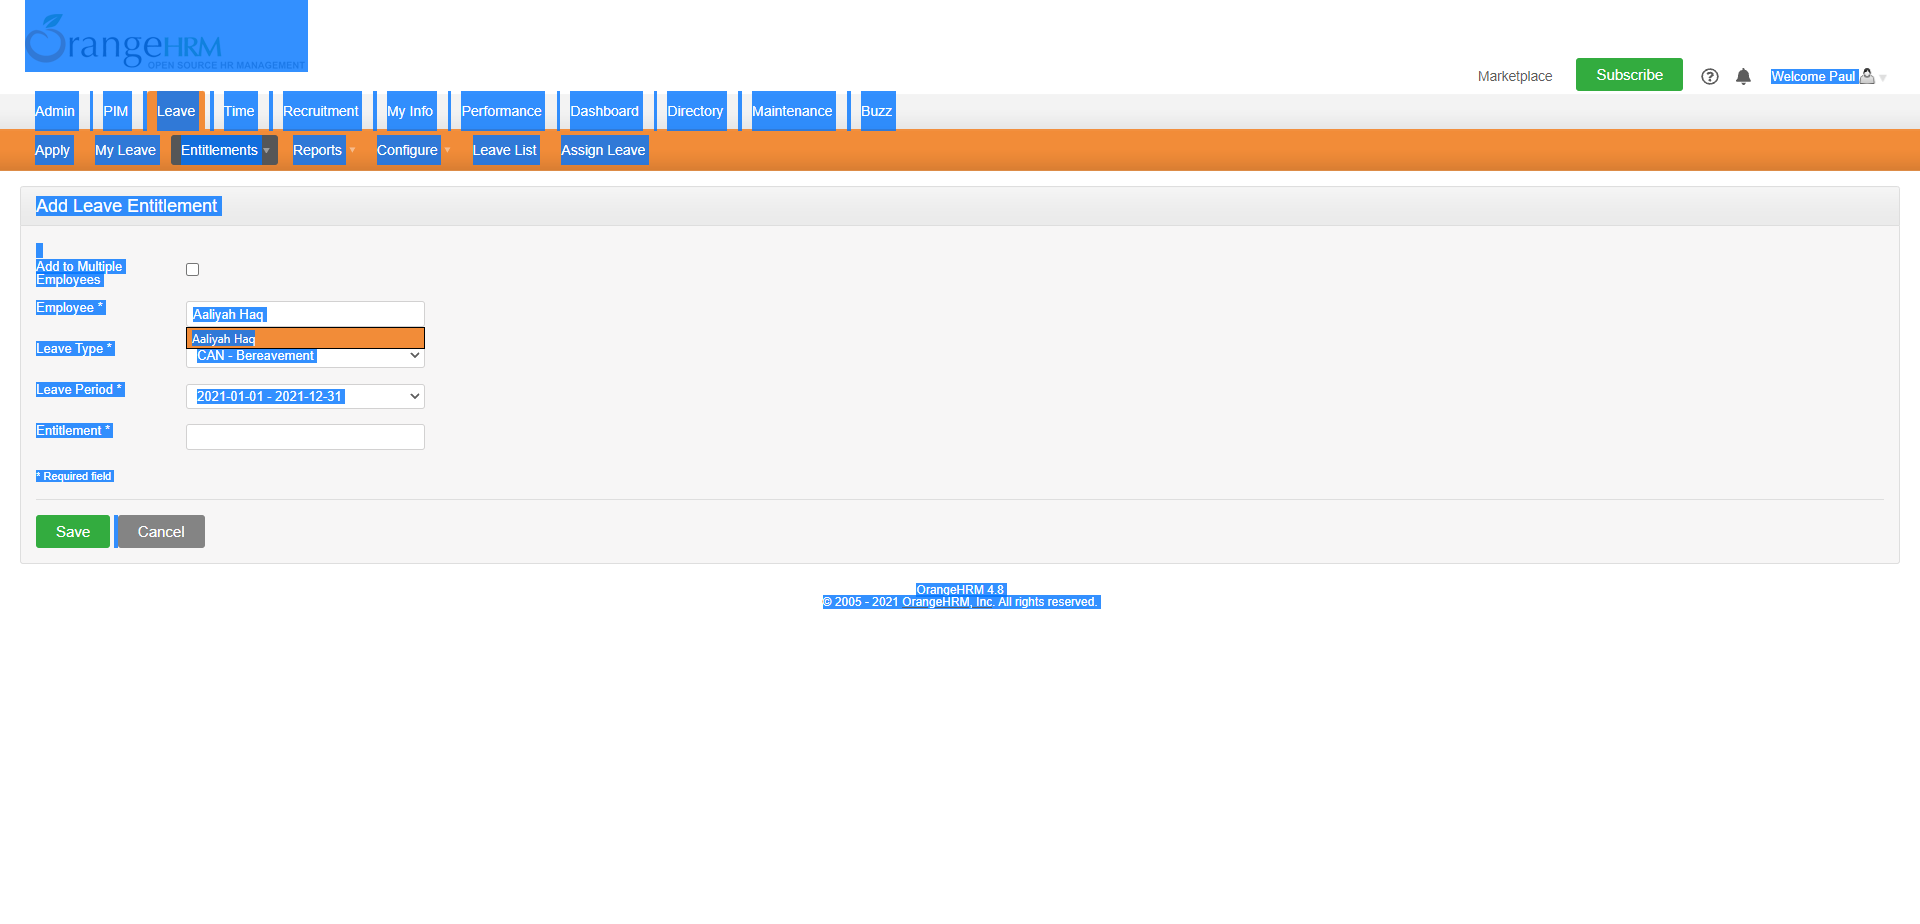 OrangeHRM
OPEN SOURCE HR MANAGEMENT
Marketplace Subscribe Welcome Paul
Admin PIM Leave Time Recruitment My Info Performance Dashboard Directory Maintenance Buzz
Apply My Leave Entitlements Reports Configure Leave List Assign Leave
Add Leave Entitlement
Add to Multiple
Employees
Employee * Aaliyah Haq
Aaliyah Haq
Leave Type * CAN - Bereavement
Leave Period * 2021-01-01 - 2021-12-31
Entitlement *
* Required field
Save Cancel
OrangeHRM 4.8
© 2005 - 2021 OrangeHRM, Inc. All rights reserved.